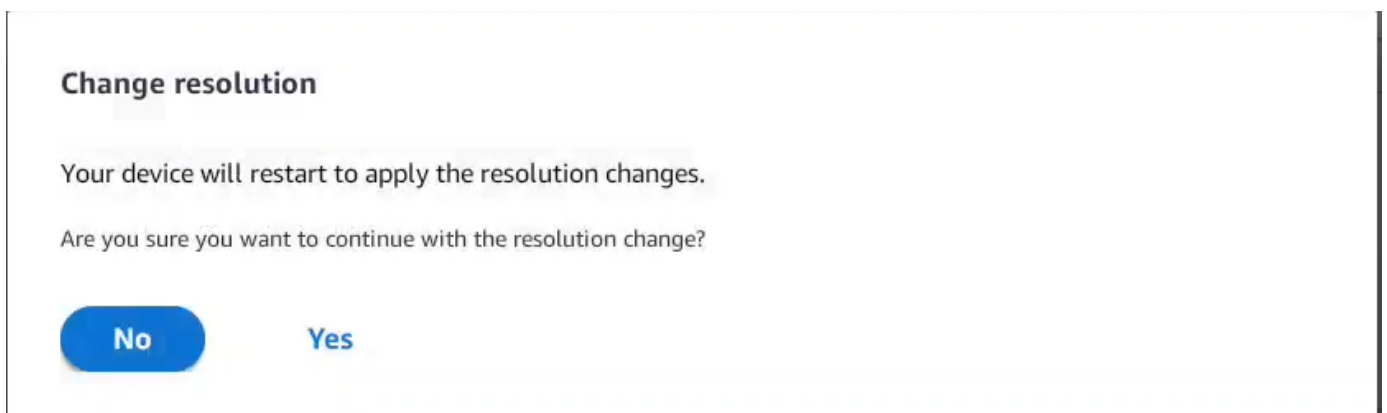 Change resolution
Your device will restart to apply the resolution changes.
Are you sure you want to continue with the resolution change?
No Yes